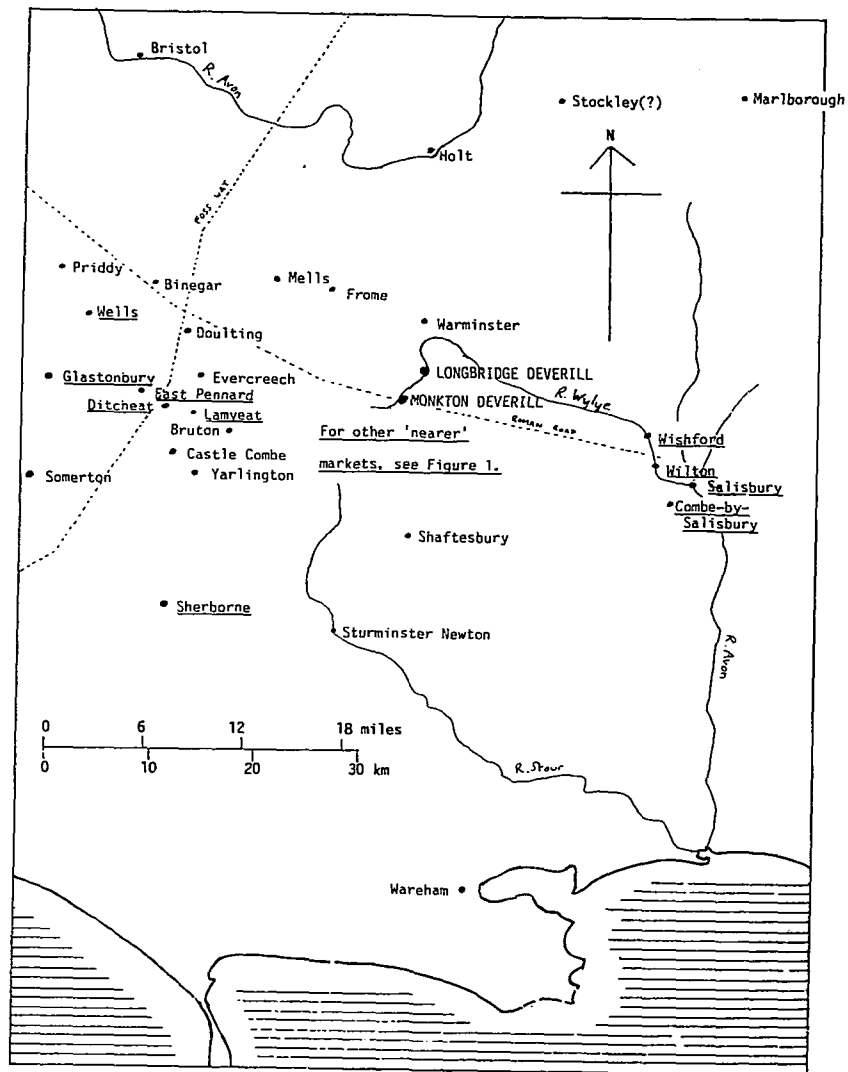 Bristol
R. Avon
Stockley(?)
Marlborough
N
Holt
FOSS WAY
Priddy
Binegar
Mells
Frome
Wells
Doulting
Warminster
Glastonbury
Evercreech
LONGBRIDGE DEVERILL
East Pennard
R. Wylye
Ditcheat
Lamyeat
MONKTON DEVERILL
ROMAN ROAD
Bruton
For other 'nearer'
markets, see Figure 1.
Wishford
Castle Combe
Wilton
Somerton
Yarlington
Salisbury
Combe-by-
Salisbury
Shaftesbury
Sherborne
Sturminster Newton
R. Avon
0 6 12 18 miles
0 10 20 30 km
R. Stour
Wareham